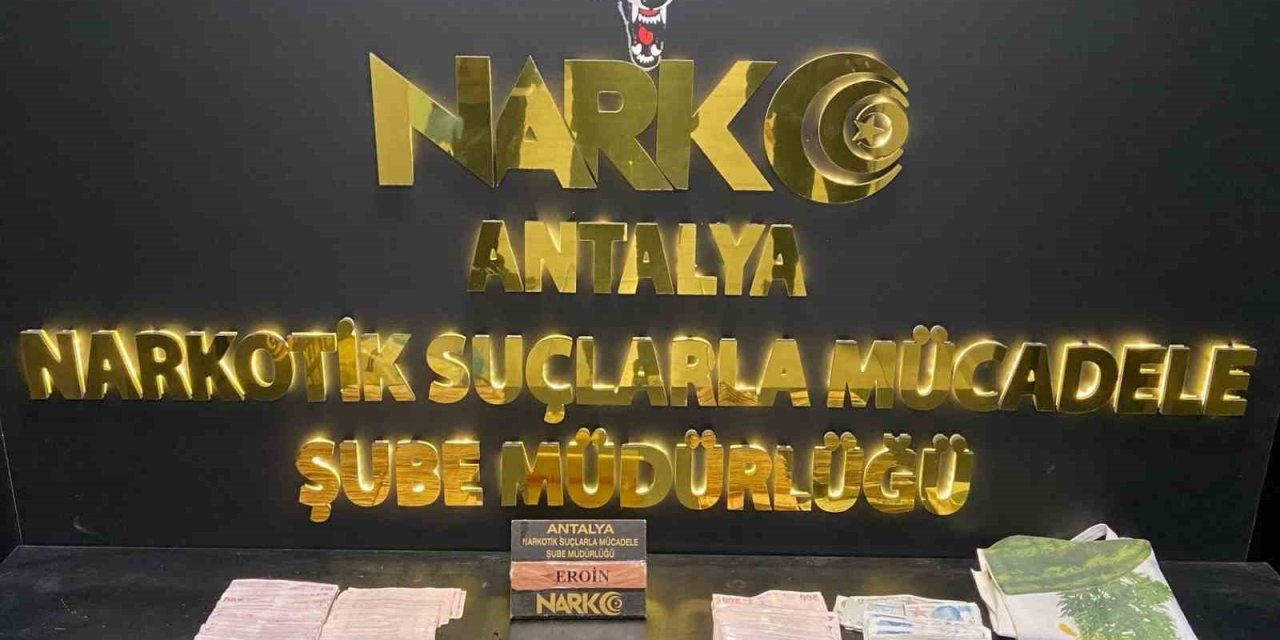 NARKO
ANTALYA
NARKOTİK SUÇLARLA MÜCADELE
ŞUBE MÜDÜRLÜĞÜ
ANTALYA
NARKOTİK SUÇLARLA MÜCADELE
ŞUBE MÜDÜRLÜĞÜ
EROİN
NARKO